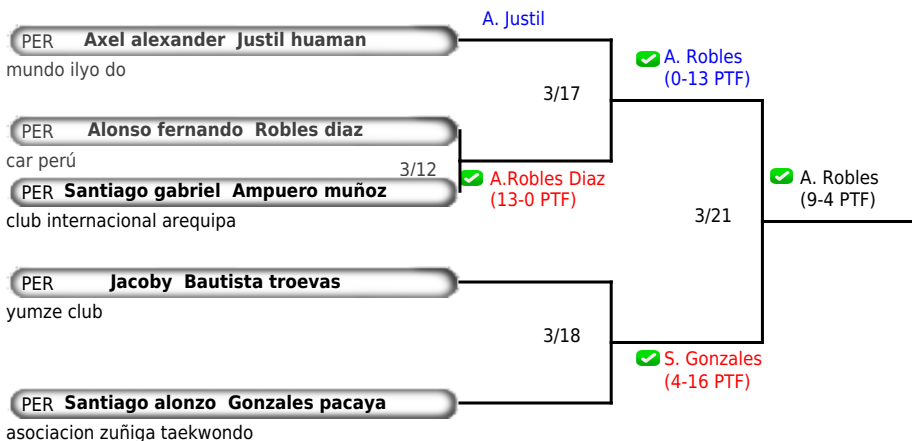 A. Justil
PER Axel alexander Justil huaman
mundo ilyo do
A. Robles
(0-13 PTF)
3/17
PER Alonso fernando Robles diaz
car perú
3/12
PER Santiago gabriel Ampuero muñoz
club internacional arequipa
A.Robles Diaz
(13-0 PTF)
A. Robles
(9-4 PTF)
3/21
PER Jacoby Bautista troevas
yumze club
3/18
S. Gonzales
(4-16 PTF)
PER Santiago alonzo Gonzales pacaya
asociacion zuñiga taekwondo